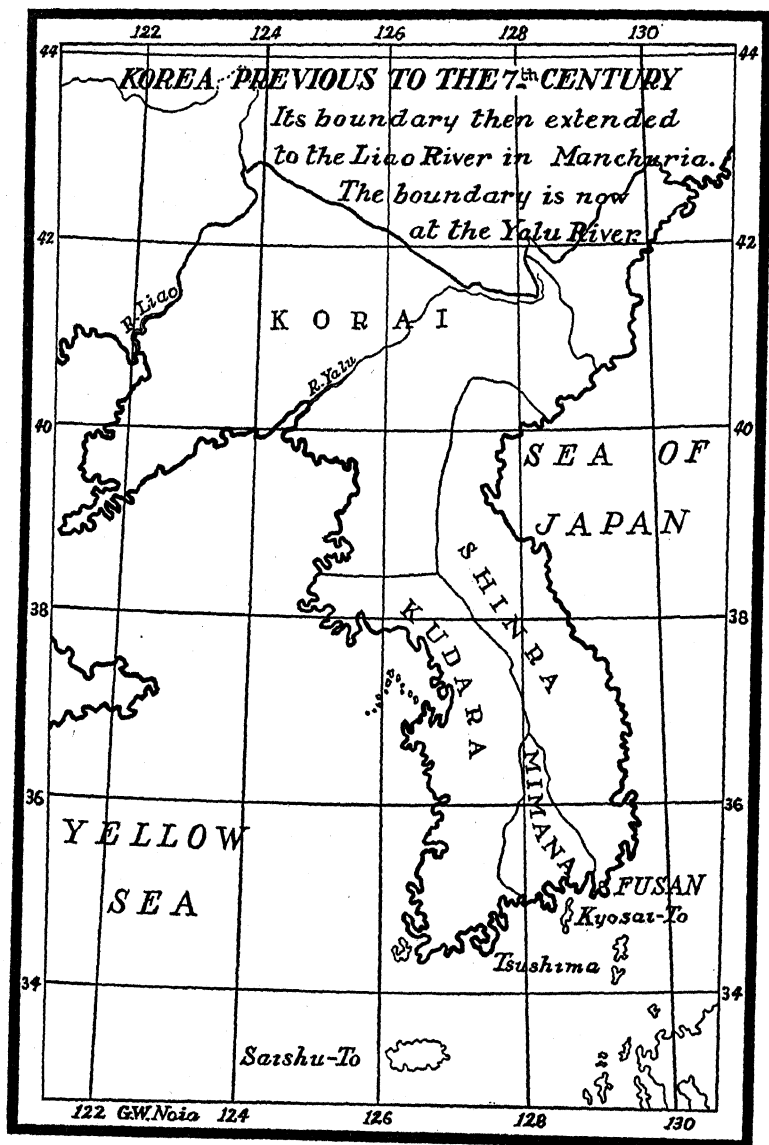 122 124 126 128 130
44 44
KOREA PREVIOUS TO THE 7th CENTURY
Its boundary then extended
to the Liao River in Manchuria.
The boundary is now
at the Yalu River.
42 42
R. Liao
KORAI
R. Yalu
40 40
SEA OF
JAPAN
SHINRA
38 38
KUDARA
MIMANA
36 36
YELLOW
SEA
FUSAN
Kyosai-To
Tsushima
34 34
Saishu-To
122 G.W. Noia 124 126 128 130